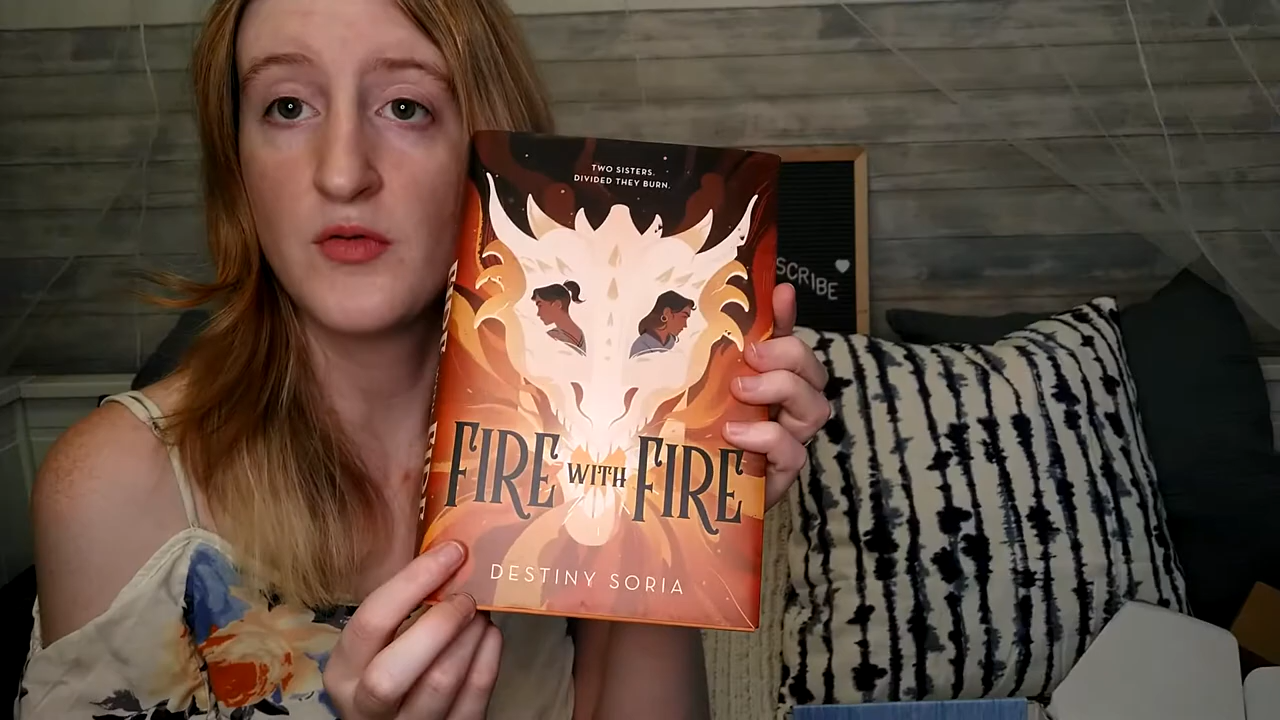 TWO SISTERS.
DIVIDED THEY BURN.
FIRE WITH FIRE
DESTINY SORIA
SCRIBE